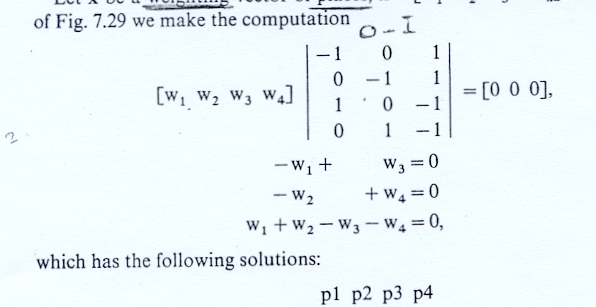 of Fig. 7.29 we make the computation
O - I
[w₁ w₂ w₃ w₄] | −1 0 1 |
| 0 −1 1 |
| 1 0 −1 | = [0 0 0],
| 0 1 −1 |
2
−w₁ + w₃ = 0
−w₂ + w₄ = 0
w₁ + w₂ − w₃ − w₄ = 0,
which has the following solutions:
p1 p2 p3 p4